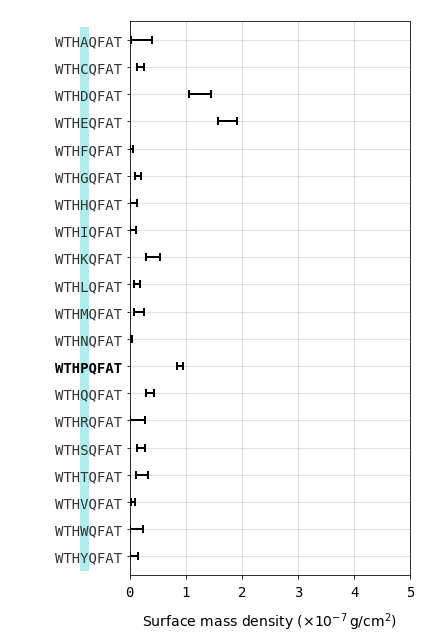 WTHAQFAT
WTHCQFAT
WTHDQFAT
WTHEQFAT
WTHFQFAT
WTHGQFAT
WTHHQFAT
WTHIQFAT
WTHKQFAT
WTHLQFAT
WTHMQFAT
WTHNQFAT
WTHPQFAT
WTHQQFAT
WTHRQFAT
WTHSQFAT
WTHTQFAT
WTHVQFAT
WTHWQFAT
WTHYQFAT
0 1 2 3 4 5
Surface mass density (×10⁻⁷ g/cm²)